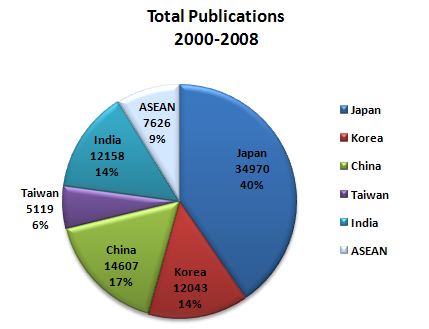 Total Publications
2000-2008
ASEAN
7626
9%
Japan
34970
40%
India
12158
14%
Taiwan
5119
6%
China
14607
17%
Korea
12043
14%
Japan
Korea
China
Taiwan
India
ASEAN